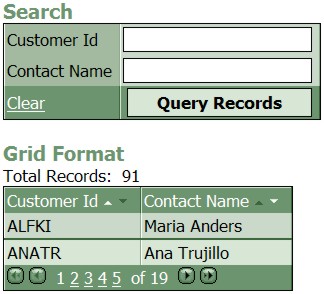 Search
Customer Id
Contact Name
Clear Query Records
Grid Format
Total Records: 91
Customer Id Contact Name
ALFKI Maria Anders
ANATR Ana Trujillo
1 2 3 4 5 of 19